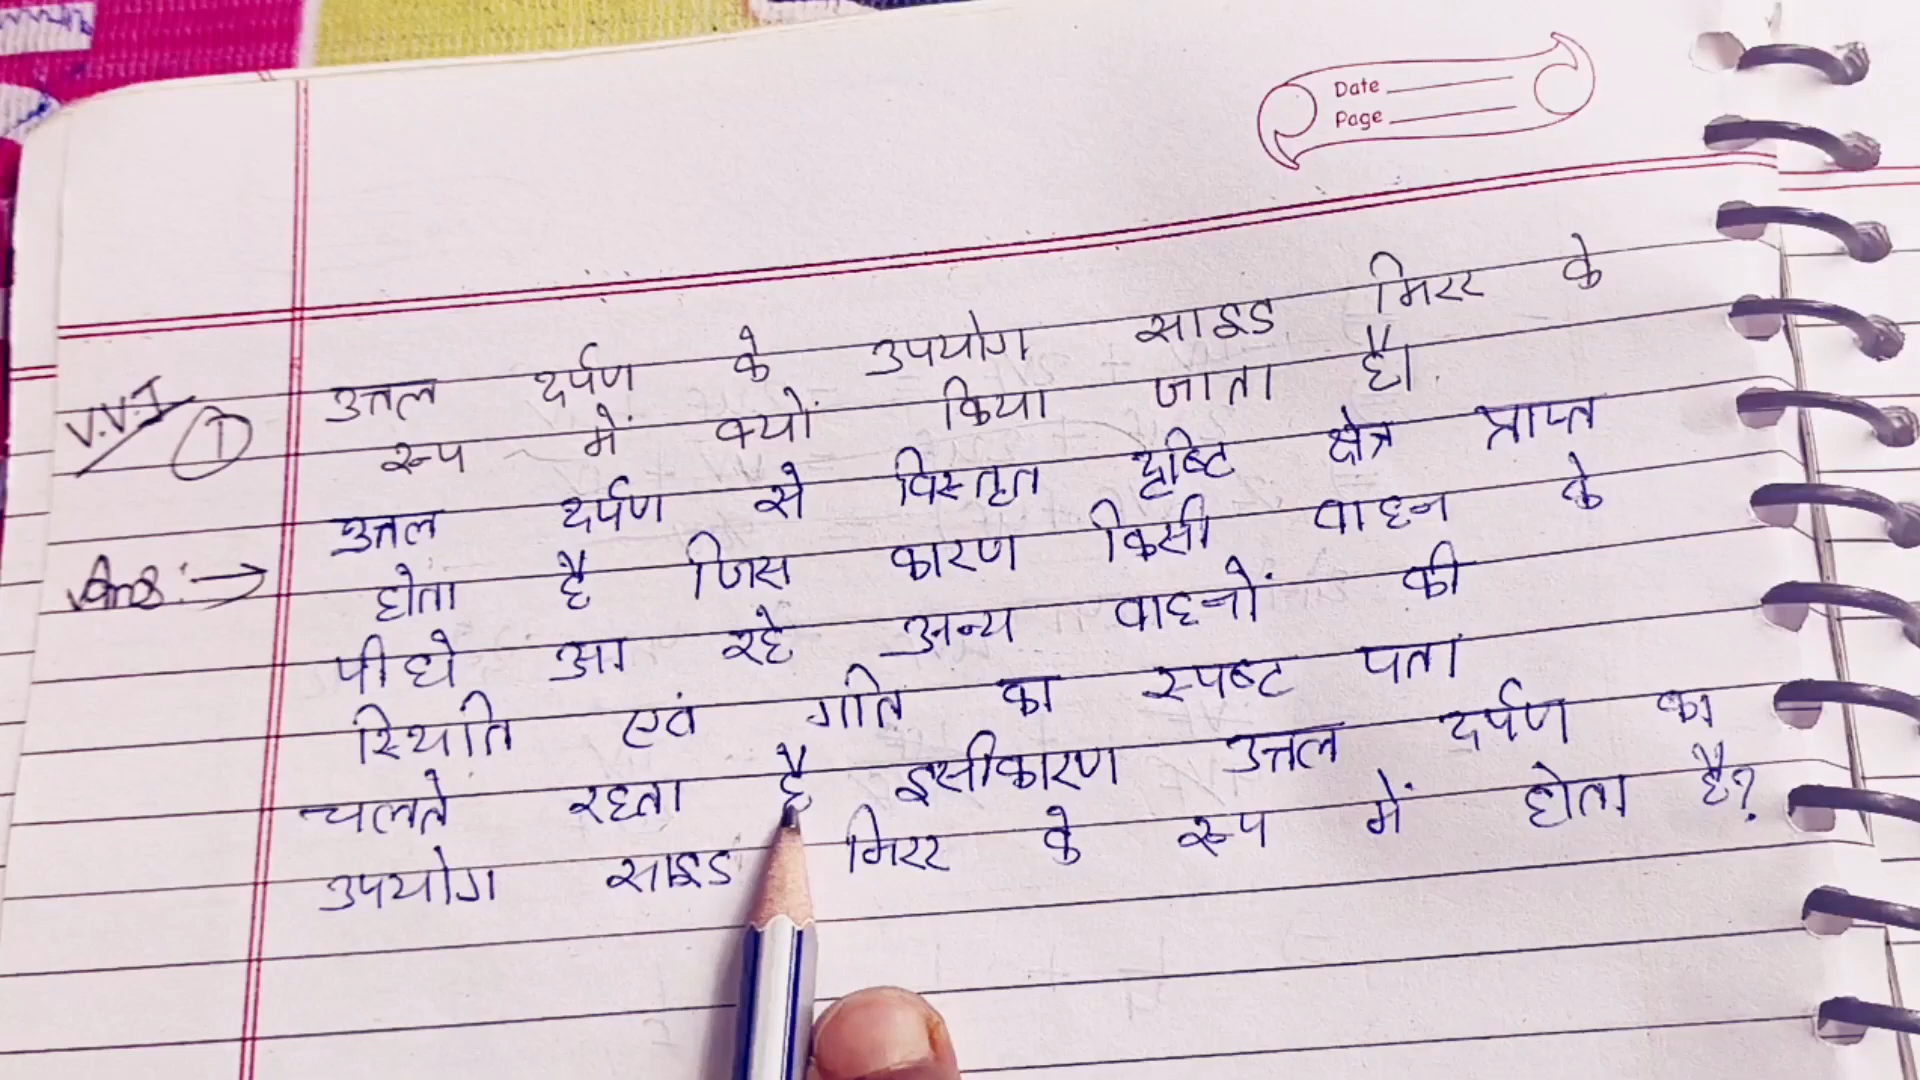 Date
Page
V.V.I
① उत्तल दर्पण के उपयोग साइड मिरर के
रूप में क्यों किया जाता है।
Ans:→ उत्तल दर्पण से विस्तृत दृष्टि क्षेत्र प्राप्त
होता है जिस कारण किसी वाहन के
पीछे आ रहे अन्य वाहनों की
स्थिति एवं गति का स्पष्ट पता
चलते रहता है इसीकारण उत्तल दर्पण का
उपयोग साइड मिरर के रूप में होता है?